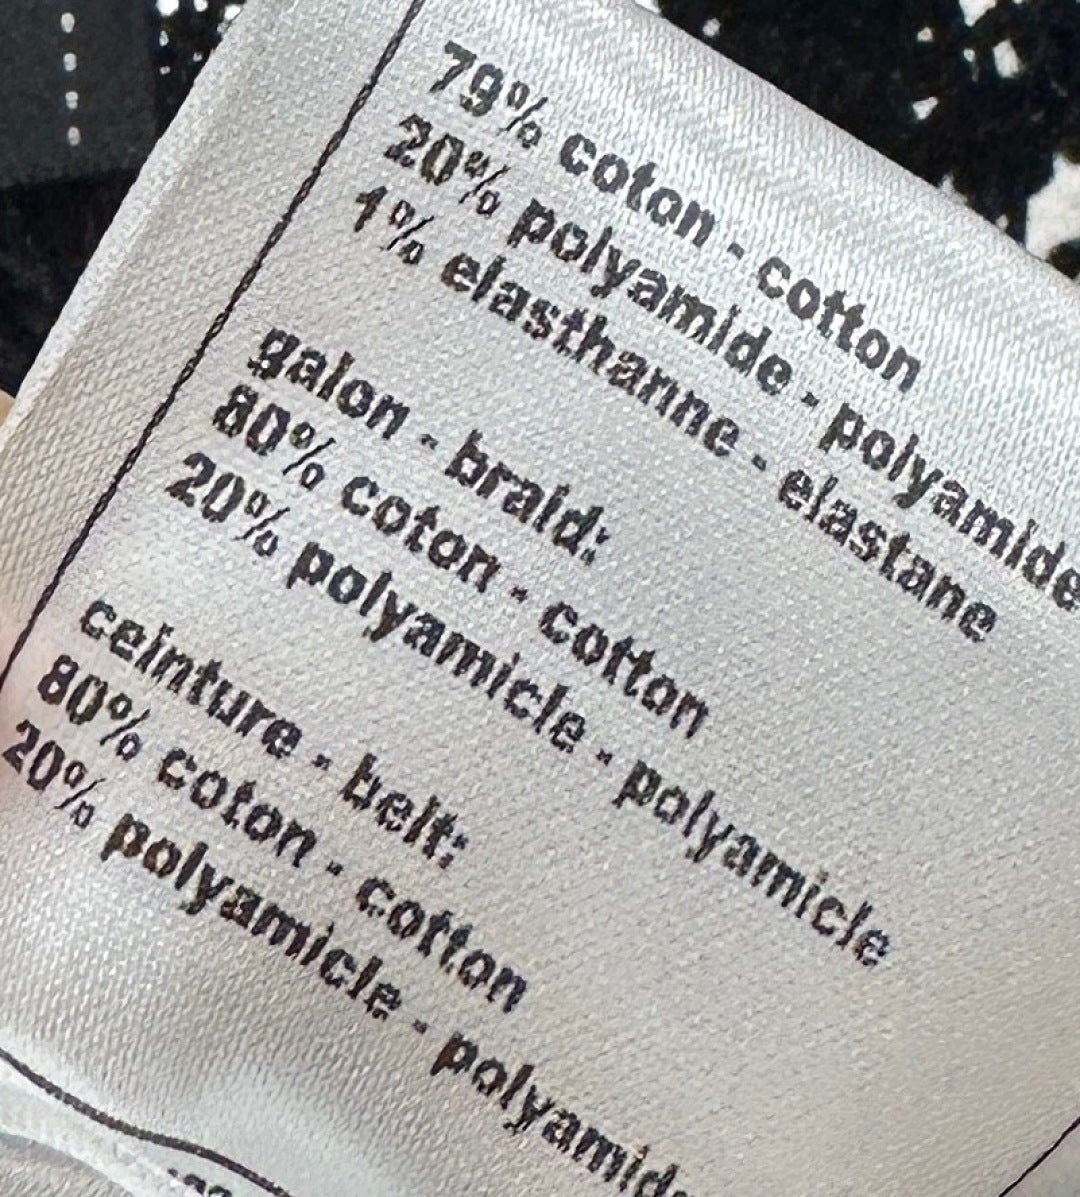 79% coton - cotton
20% polyamide - polyamide
1% elasthanne - elastane
galon - braid:
80% coton - cotton
20% polyamicle - polyamicle
ceinture - belt:
80% coton - cotton
20% polyamicle - polyamide